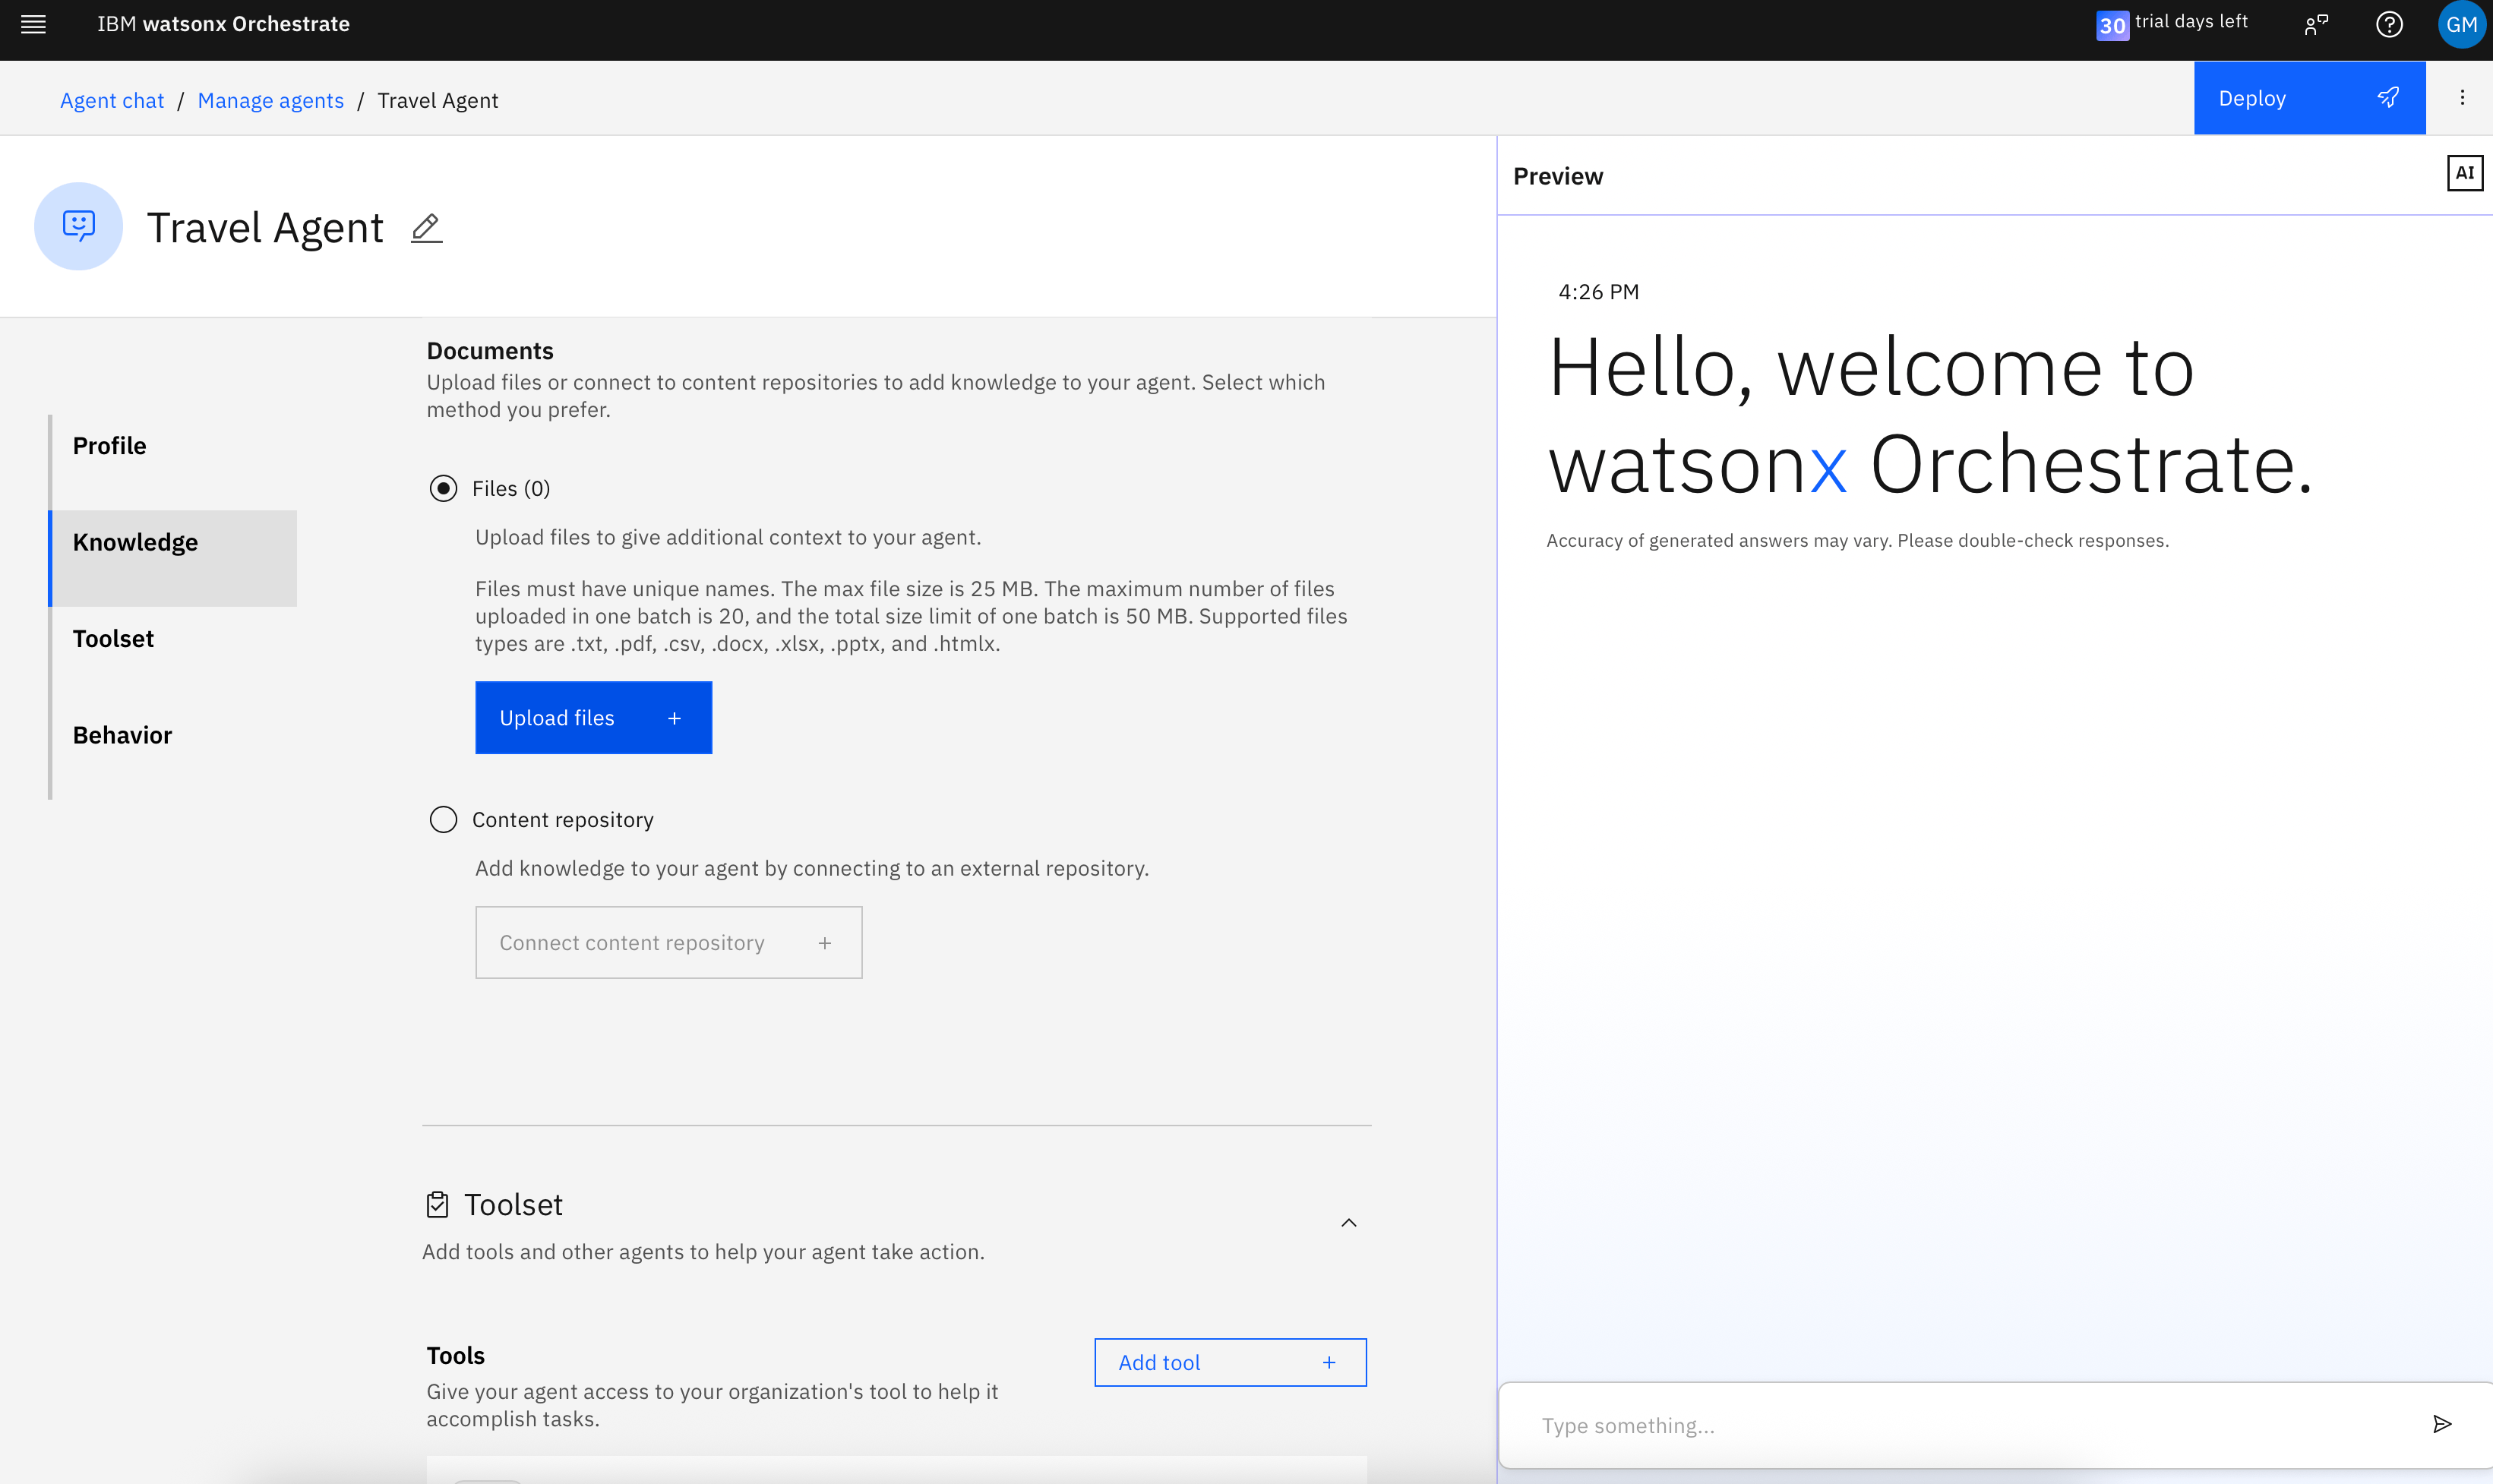 IBM watsonx Orchestrate
30 trial days left
GM
Agent chat / Manage agents / Travel Agent
Deploy
Travel Agent
Profile
Knowledge
Toolset
Behavior
Documents
Upload files or connect to content repositories to add knowledge to your agent. Select which
method you prefer.
Files (0)
Upload files to give additional context to your agent.
Files must have unique names. The max file size is 25 MB. The maximum number of files
uploaded in one batch is 20, and the total size limit of one batch is 50 MB. Supported files
types are .txt, .pdf, .csv, .docx, .xlsx, .pptx, and .htmlx.
Upload files +
Content repository
Add knowledge to your agent by connecting to an external repository.
Connect content repository +
Toolset
Add tools and other agents to help your agent take action.
Tools
Add tool +
Give your agent access to your organization's tool to help it
accomplish tasks.
Preview
AI
4:26 PM
Hello, welcome to
watsonx Orchestrate.
Accuracy of generated answers may vary. Please double-check responses.
Type something...